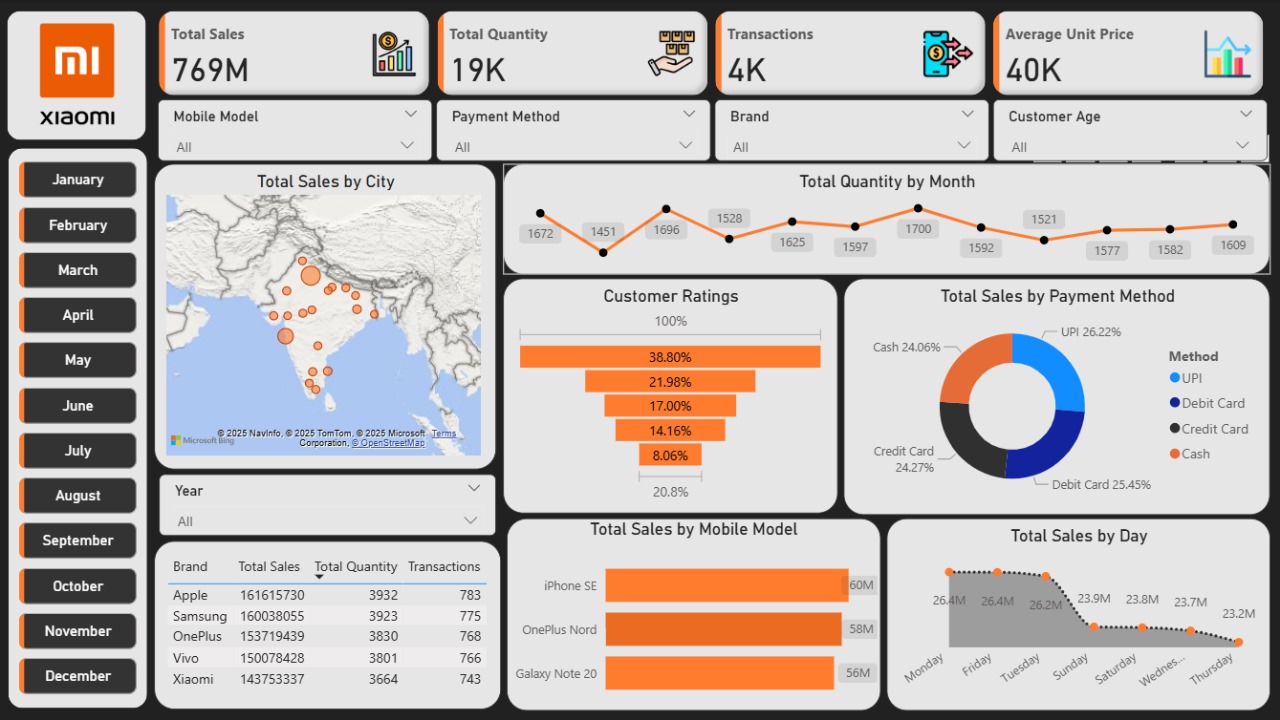 mi
xiaomi
Total Sales
769M
Total Quantity
19K
Transactions
4K
Average Unit Price
40K
Mobile Model
All
Payment Method
All
Brand
All
Customer Age
All
January
February
March
April
May
June
July
August
September
October
November
December
Total Sales by City
Microsoft Bing
© 2025 NavInfo, © 2025 TomTom, © 2025 Microsoft Terms
Corporation, © OpenStreetMap
Year
All
Brand Total Sales Total Quantity Transactions
Apple 161615730 3932 783
Samsung 160038055 3923 775
OnePlus 153719439 3830 768
Vivo 150078428 3801 766
Xiaomi 143753337 3664 743
Total Quantity by Month
1672 1451 1696 1528 1625 1597 1700 1592 1521 1577 1582 1609
Customer Ratings
100%
38.80%
21.98%
17.00%
14.16%
8.06%
20.8%
Total Sales by Payment Method
UPI 26.22%
Cash 24.06%
Credit Card
24.27%
Debit Card 25.45%
Method
UPI
Debit Card
Credit Card
Cash
Total Sales by Mobile Model
iPhone SE 60M
OnePlus Nord 58M
Galaxy Note 20 56M
Total Sales by Day
26.4M 26.4M 26.2M 23.9M 23.8M 23.7M 23.2M
Monday Friday Tuesday Sunday Saturday Wednes... Thursday